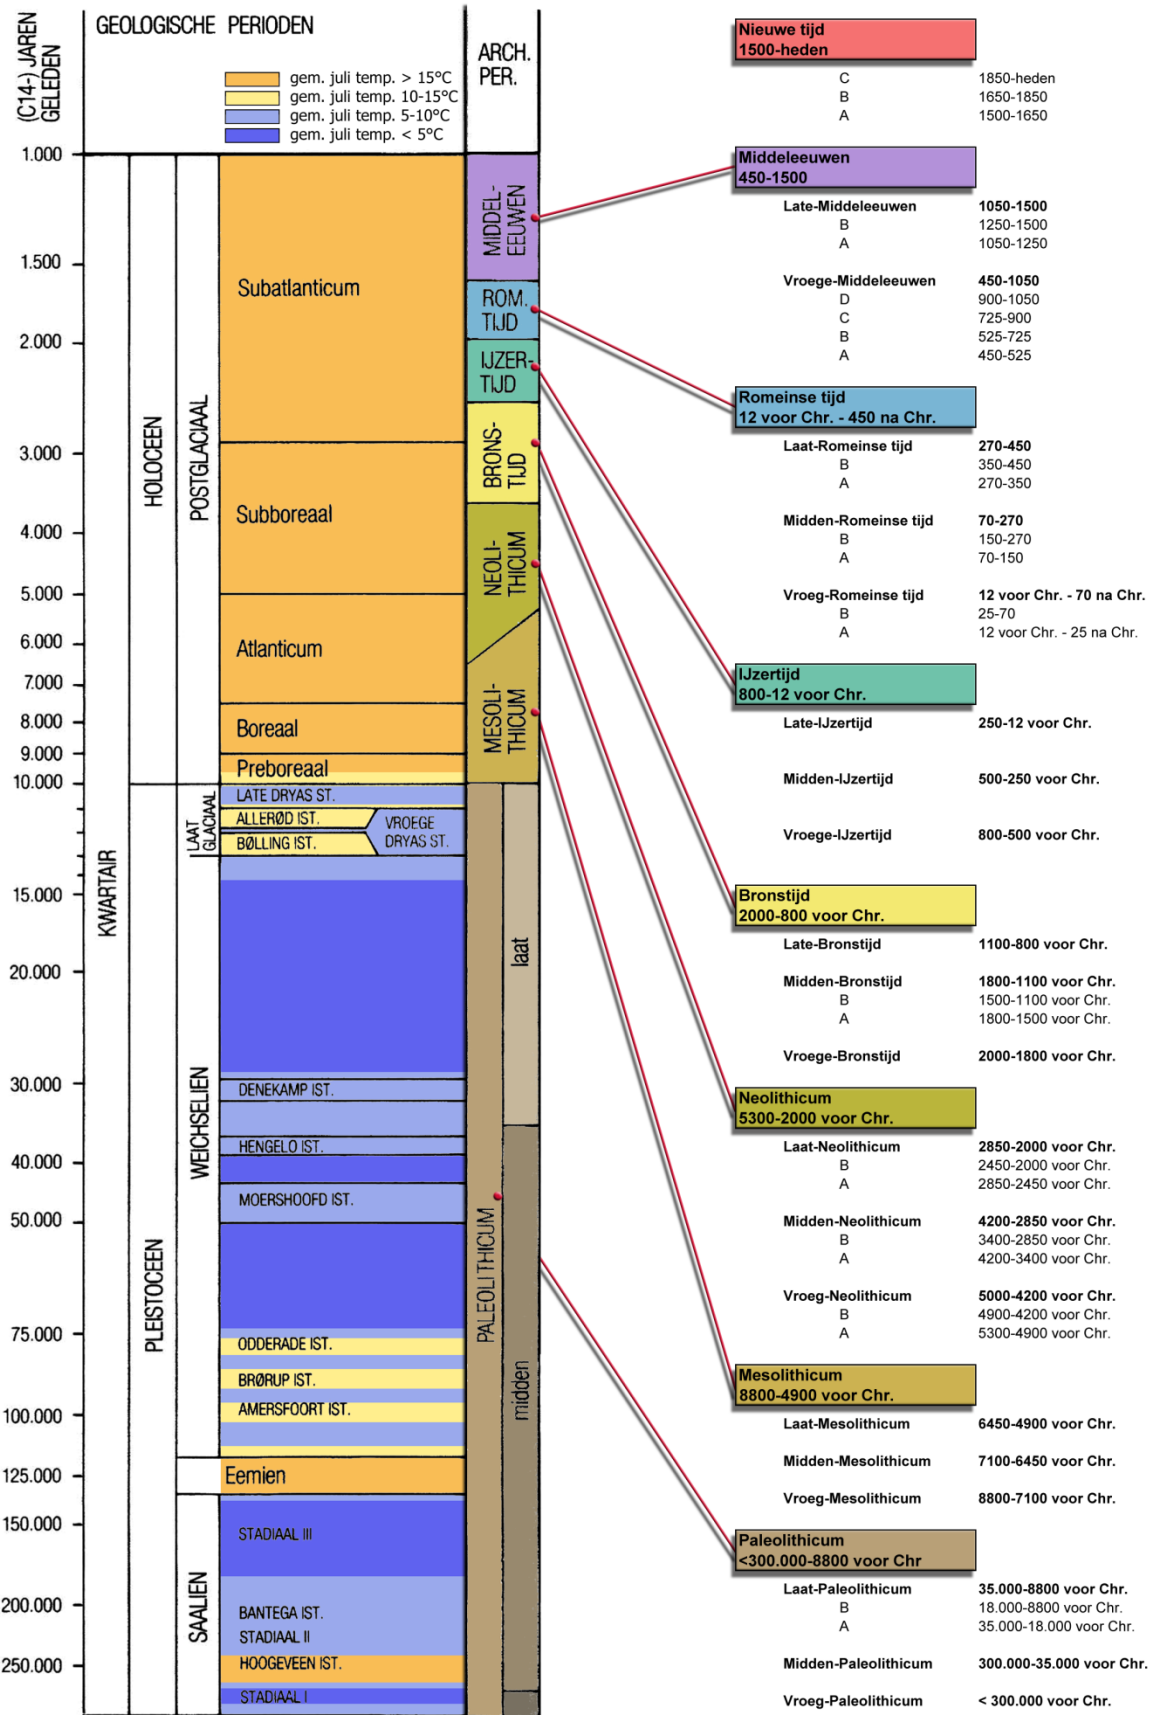 (C14-) JAREN
GELEDEN
GEOLOGISCHE PERIODEN
gem. juli temp. > 15°C
gem. juli temp. 10-15°C
gem. juli temp. 5-10°C
gem. juli temp. < 5°C
ARCH.
PER.
1.000
1.500
2.000
3.000
4.000
5.000
6.000
7.000
8.000
9.000
10.000
15.000
20.000
30.000
40.000
50.000
75.000
100.000
125.000
150.000
200.000
250.000
KWARTAIR
HOLOCEEN
PLEISTOCEEN
POSTGLACIAAL
LAAT
GLACIAAL
WEICHSELIEN
SAALIEN
Subatlanticum
Subboreaal
Atlanticum
Boreaal
Preboreaal
LATE DRYAS ST.
ALLERØD IST.
VROEGE
DRYAS ST.
BØLLING IST.
DENEKAMP IST.
HENGELO IST.
MOERSHOOFD IST.
ODDERADE IST.
BRØRUP IST.
AMERSFOORT IST.
Eemien
STADIAAL III
BANTEGA IST.
STADIAAL II
HOOGEVEEN IST.
STADIAAL I
MIDDEL-
EEUWEN
ROM.
TIJD
IJZER-
TIJD
BRONS-
TIJD
NEOLI-
THICUM
MESOLI-
THICUM
PALEOLITHICUM
laat
midden
Nieuwe tijd
1500-heden
C 1850-heden
B 1650-1850
A 1500-1650
Middeleeuwen
450-1500
Late-Middeleeuwen 1050-1500
B 1250-1500
A 1050-1250
Vroege-Middeleeuwen 450-1050
D 900-1050
C 725-900
B 525-725
A 450-525
Romeinse tijd
12 voor Chr. - 450 na Chr.
Laat-Romeinse tijd 270-450
B 350-450
A 270-350
Midden-Romeinse tijd 70-270
B 150-270
A 70-150
Vroeg-Romeinse tijd 12 voor Chr. - 70 na Chr.
B 25-70
A 12 voor Chr. - 25 na Chr.
IJzertijd
800-12 voor Chr.
Late-IJzertijd 250-12 voor Chr.
Midden-IJzertijd 500-250 voor Chr.
Vroege-IJzertijd 800-500 voor Chr.
Bronstijd
2000-800 voor Chr.
Late-Bronstijd 1100-800 voor Chr.
Midden-Bronstijd 1800-1100 voor Chr.
B 1500-1100 voor Chr.
A 1800-1500 voor Chr.
Vroege-Bronstijd 2000-1800 voor Chr.
Neolithicum
5300-2000 voor Chr.
Laat-Neolithicum 2850-2000 voor Chr.
B 2450-2000 voor Chr.
A 2850-2450 voor Chr.
Midden-Neolithicum 4200-2850 voor Chr.
B 3400-2850 voor Chr.
A 4200-3400 voor Chr.
Vroeg-Neolithicum 5000-4200 voor Chr.
B 4900-4200 voor Chr.
A 5300-4900 voor Chr.
Mesolithicum
8800-4900 voor Chr.
Laat-Mesolithicum 6450-4900 voor Chr.
Midden-Mesolithicum 7100-6450 voor Chr.
Vroeg-Mesolithicum 8800-7100 voor Chr.
Paleolithicum
<300.000-8800 voor Chr
Laat-Paleolithicum 35.000-8800 voor Chr.
B 18.000-8800 voor Chr.
A 35.000-18.000 voor Chr.
Midden-Paleolithicum 300.000-35.000 voor Chr.
Vroeg-Paleolithicum < 300.000 voor Chr.